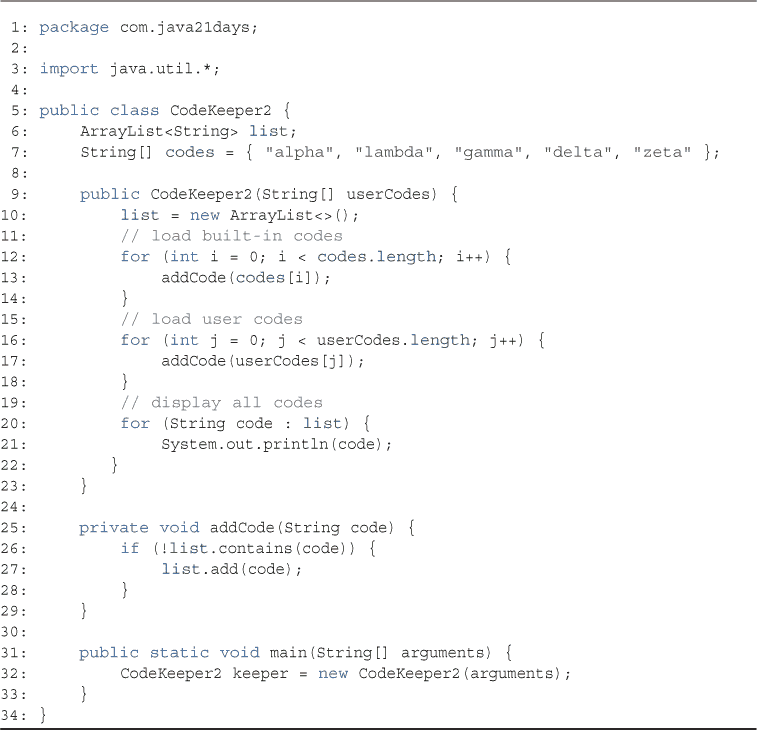 1: package com.java21days;
2:
3: import java.util.*;
4:
5: public class CodeKeeper2 {
6:     ArrayList<String> list;
7:     String[] codes = { "alpha", "lambda", "gamma", "delta", "zeta" };
8:
9:     public CodeKeeper2(String[] userCodes) {
10:         list = new ArrayList<>();
11:         // load built-in codes
12:         for (int i = 0; i < codes.length; i++) {
13:             addCode(codes[i]);
14:         }
15:         // load user codes
16:         for (int j = 0; j < userCodes.length; j++) {
17:             addCode(userCodes[j]);
18:         }
19:         // display all codes
20:         for (String code : list) {
21:             System.out.println(code);
22:        }
23:     }
24:
25:     private void addCode(String code) {
26:         if (!list.contains(code)) {
27:             list.add(code);
28:         }
29:     }
30:
31:     public static void main(String[] arguments) {
32:         CodeKeeper2 keeper = new CodeKeeper2(arguments);
33:     }
34: }